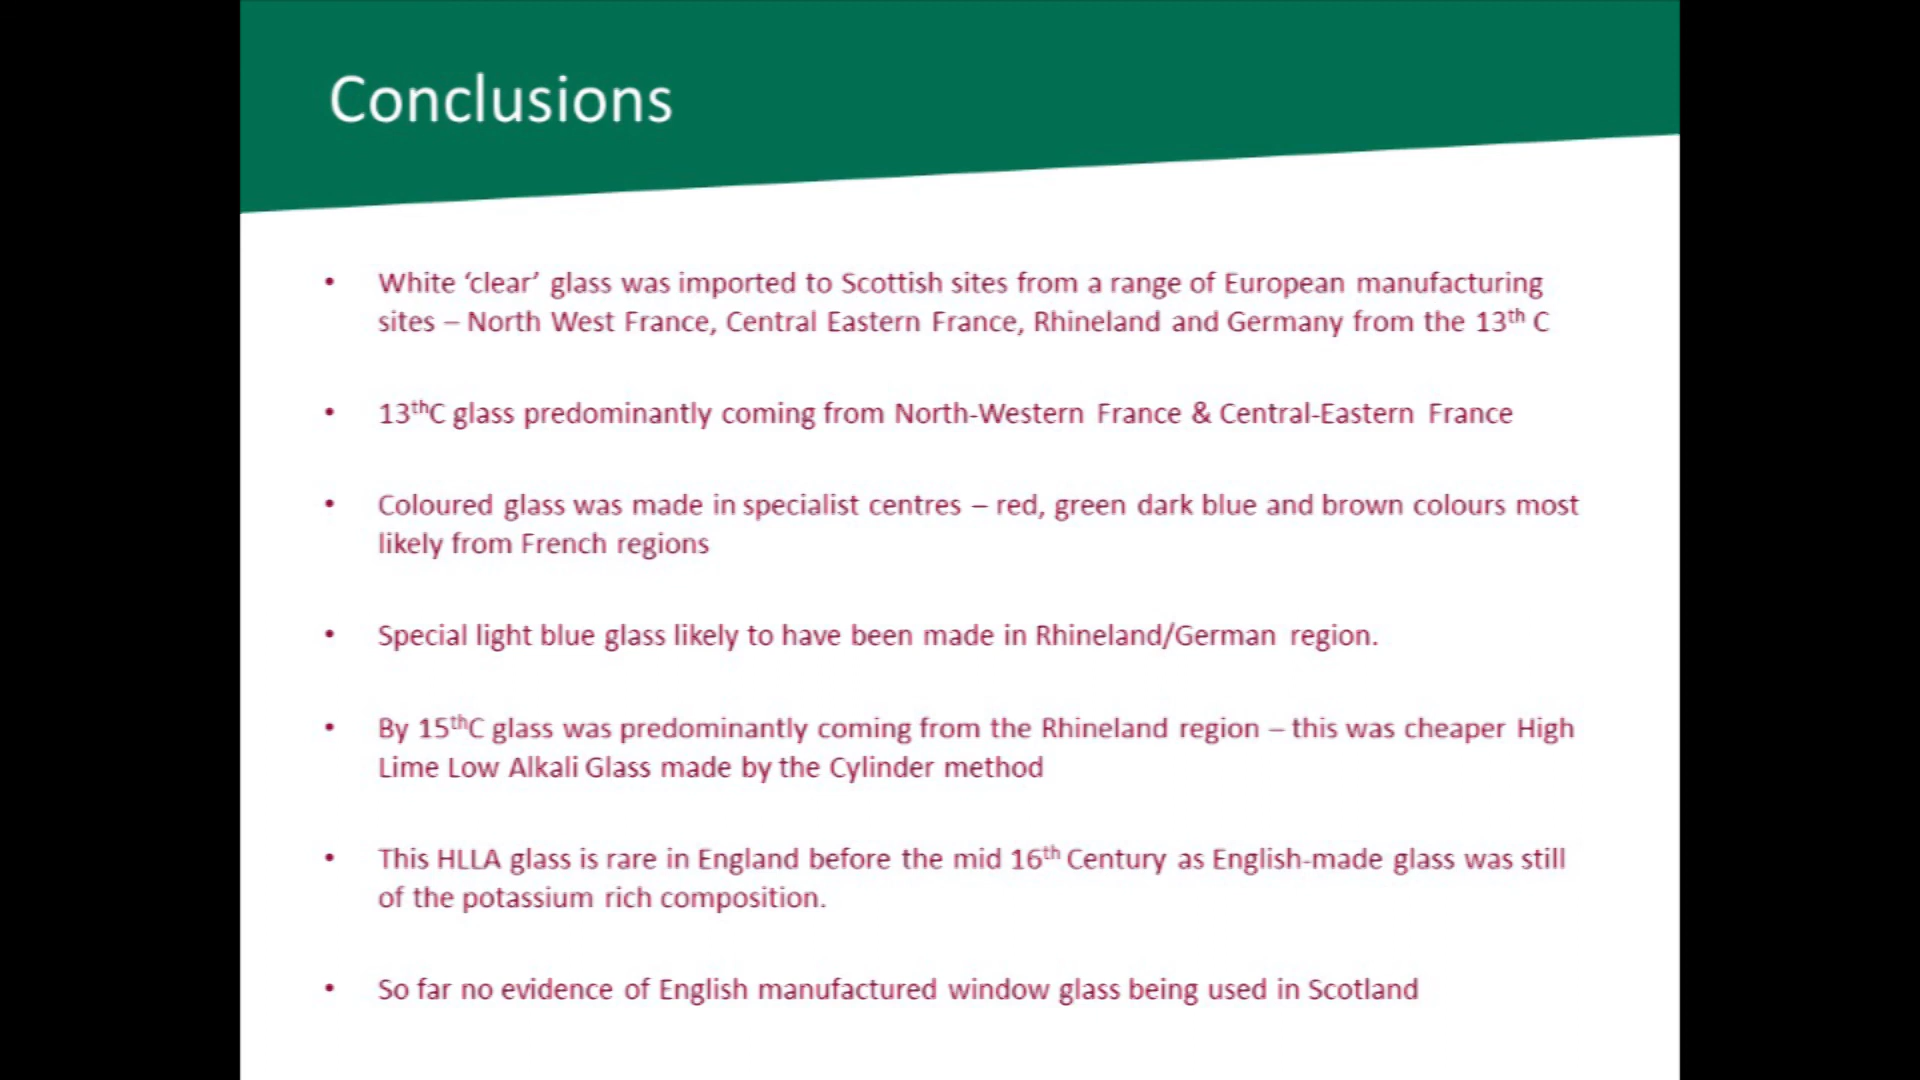 Conclusions
• White ‘clear’ glass was imported to Scottish sites from a range of European manufacturing
sites – North West France, Central Eastern France, Rhineland and Germany from the 13th C
• 13thC glass predominantly coming from North-Western France & Central-Eastern France
• Coloured glass was made in specialist centres – red, green dark blue and brown colours most
likely from French regions
• Special light blue glass likely to have been made in Rhineland/German region.
• By 15thC glass was predominantly coming from the Rhineland region – this was cheaper High
Lime Low Alkali Glass made by the Cylinder method
• This HLLA glass is rare in England before the mid 16th Century as English-made glass was still
of the potassium rich composition.
• So far no evidence of English manufactured window glass being used in Scotland